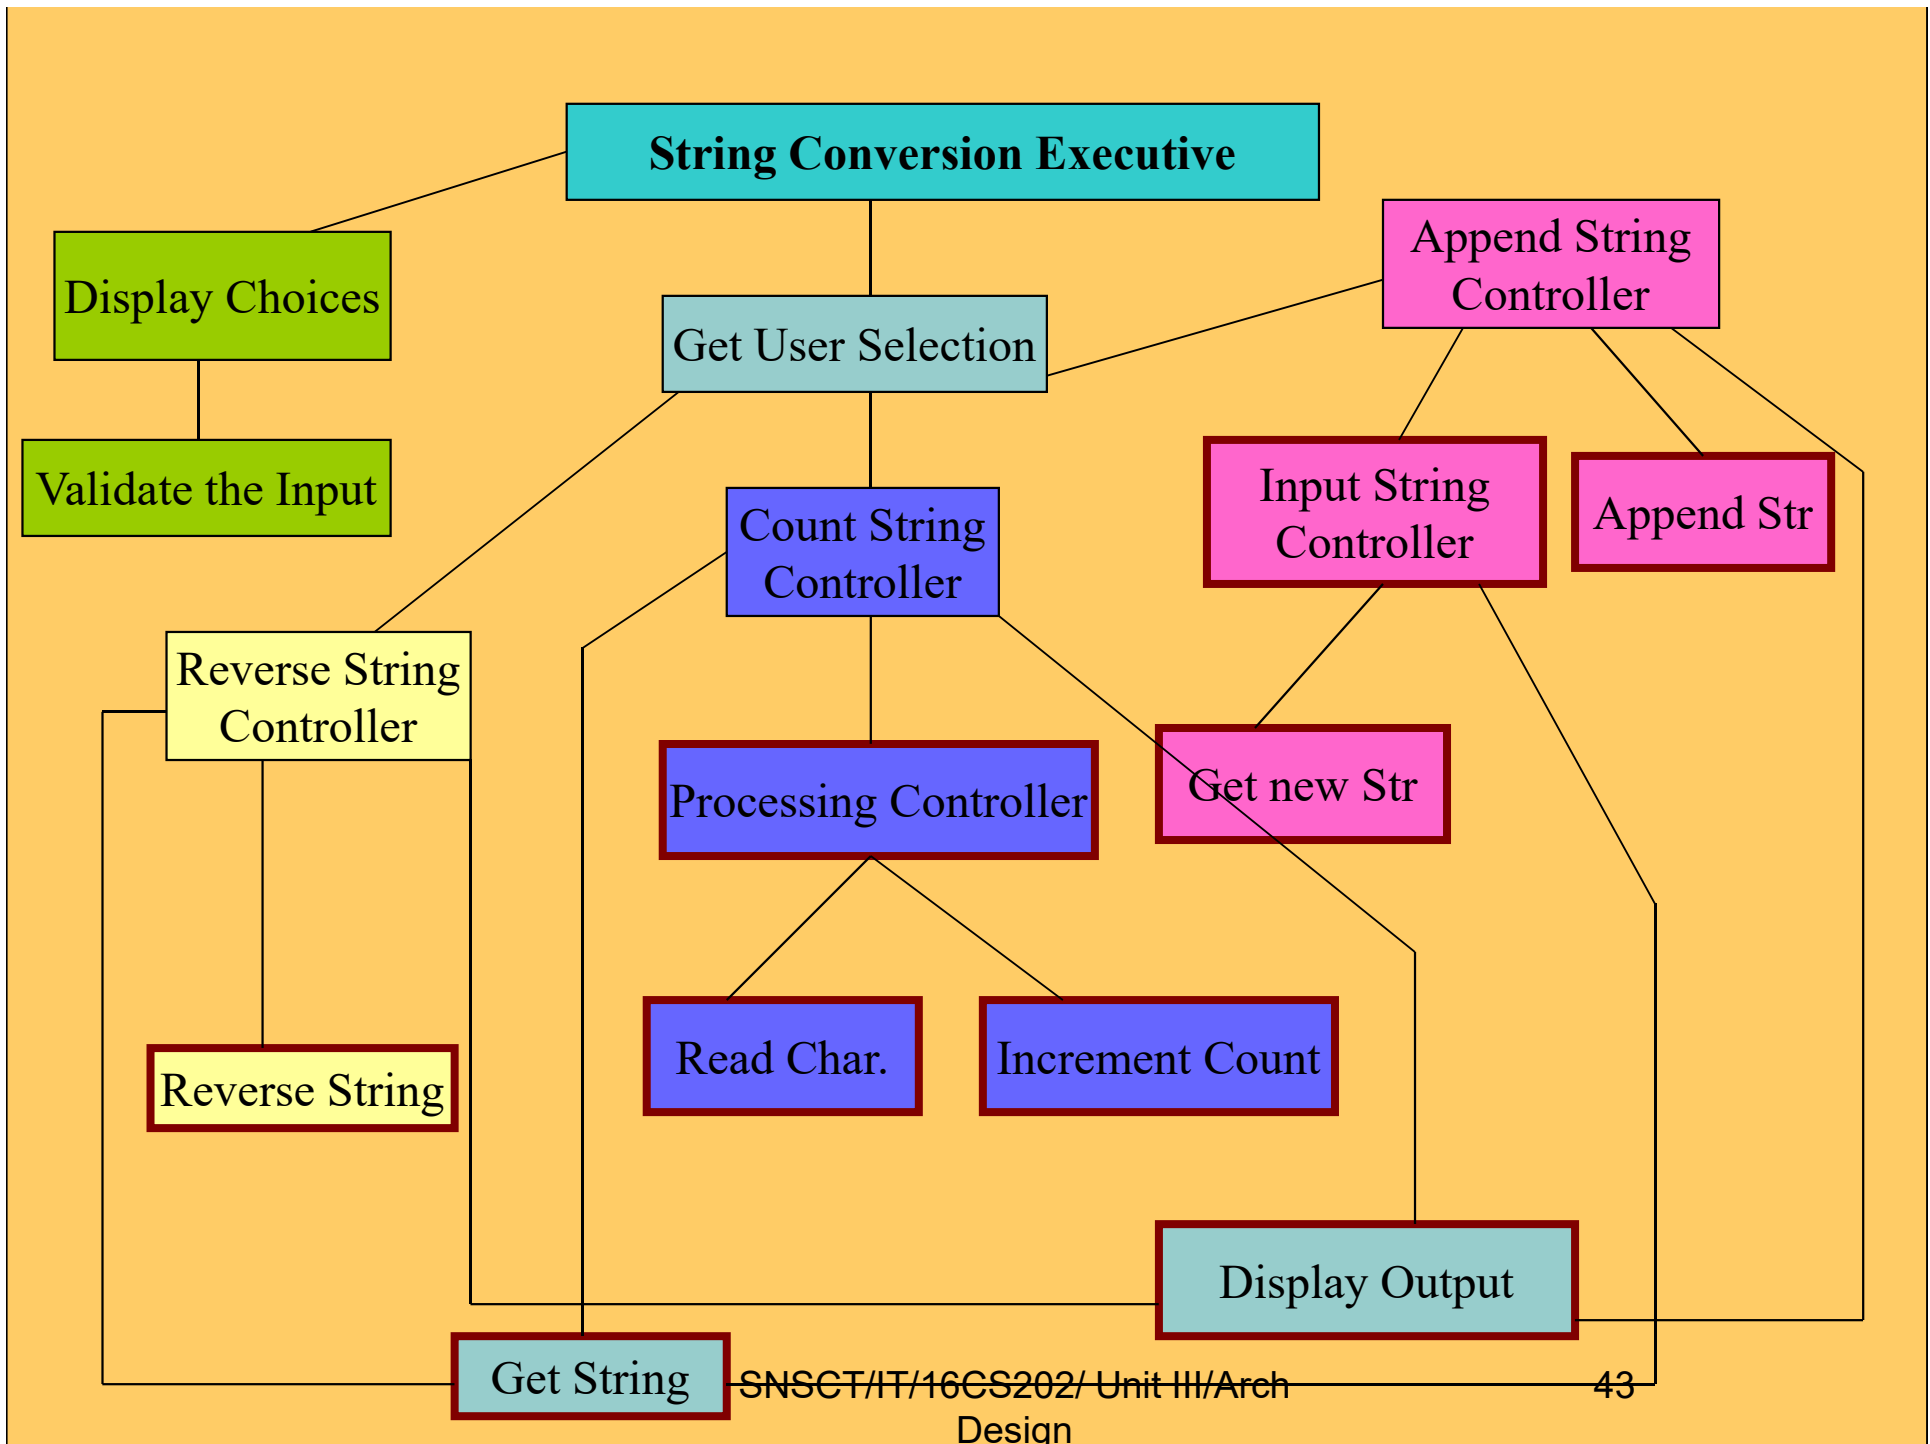 String Conversion Executive
Append String
Controller
Display Choices
Get User Selection
Validate the Input
Input String
Controller
Append Str
Count String
Controller
Reverse String
Controller
Processing Controller
Get new Str
Read Char.
Increment Count
Reverse String
Display Output
Get String
SNSCT/IT/16CS202/ Unit III/Arch
Design
43